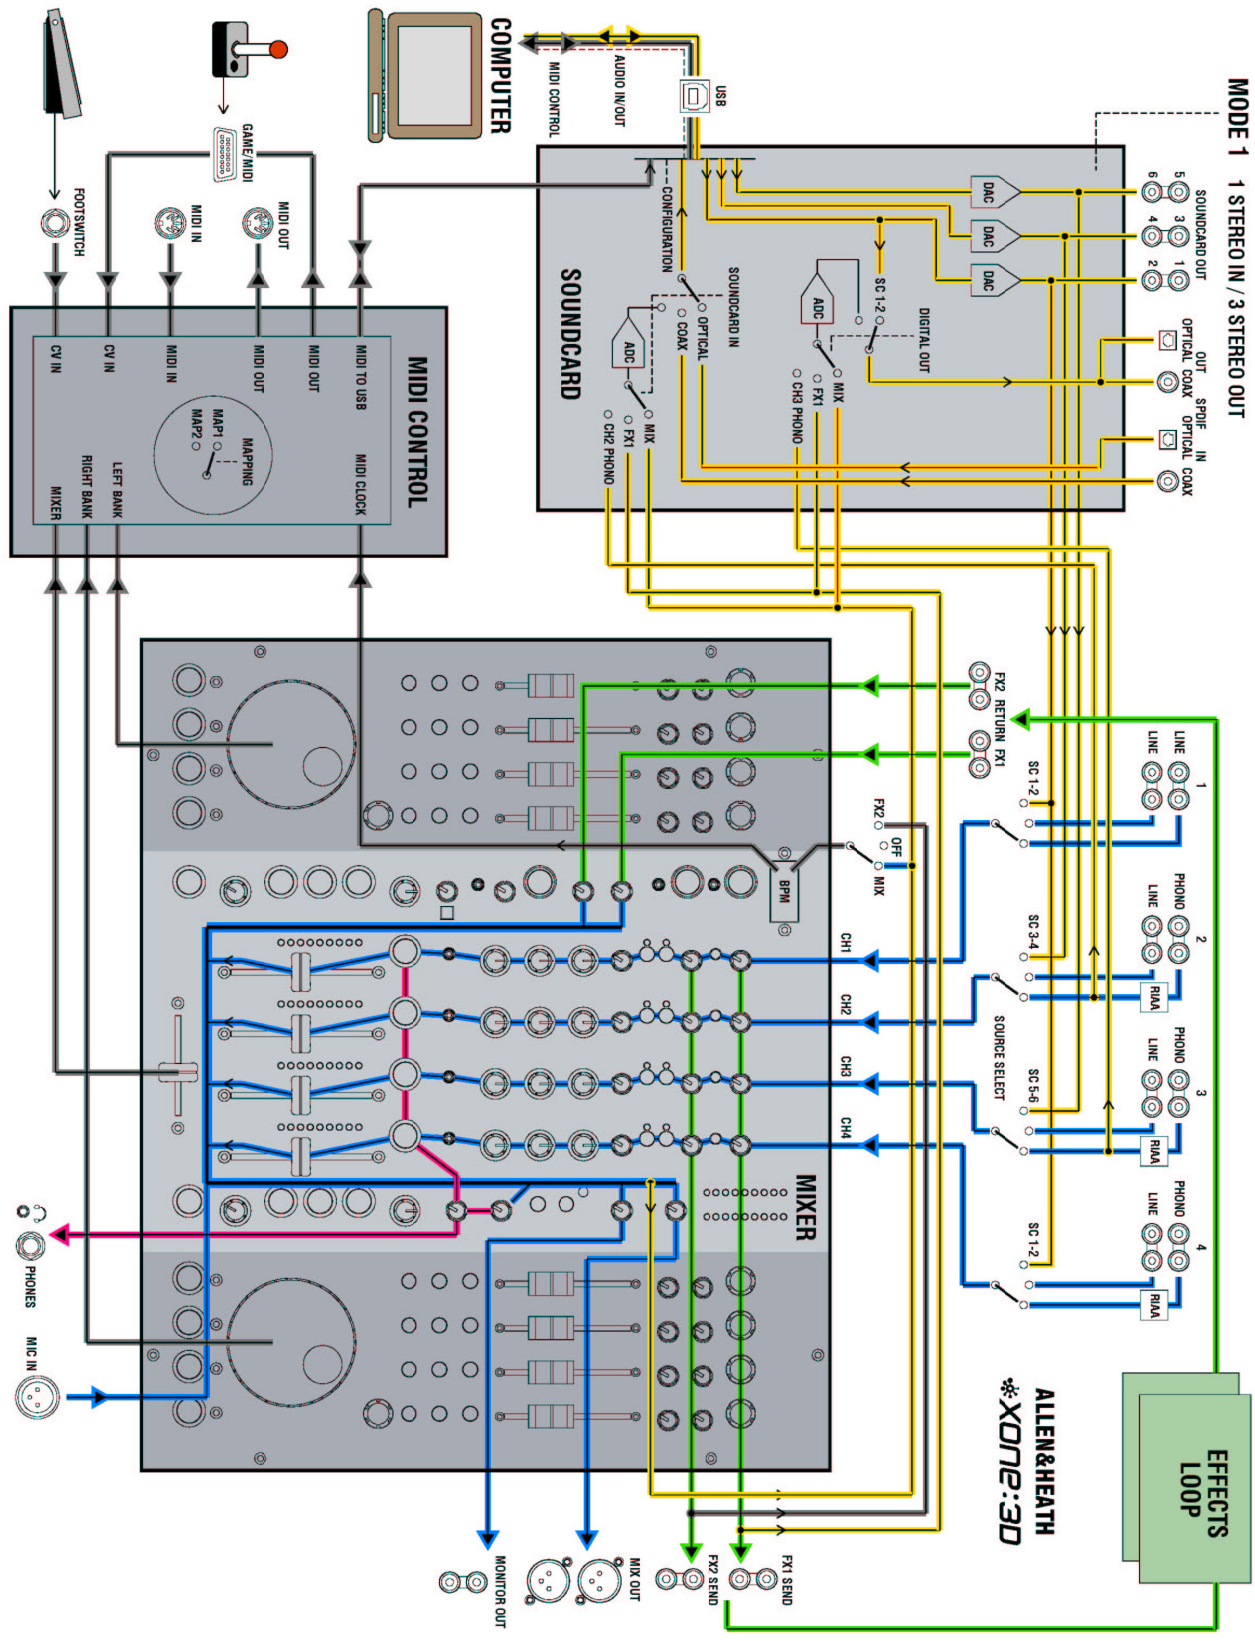 MODE 1 1 STEREO IN / 3 STEREO OUT
COMPUTER
AUDIO IN/OUT
MIDI CONTROL
USB
SOUNDCARD OUT
5
6
3
4
1
2
OUT
OPTICAL COAX
SPDIF
IN
OPTICAL COAX
DAC
DAC
DAC
SC 1-2
DIGITAL OUT
ADC
MIX
FX1
CH3 PHONO
CONFIGURATION
SOUNDCARD IN
OPTICAL
COAX
ADC
MIX
FX1
CH2 PHONO
SOUNDCARD
GAME/MIDI
FOOTSWITCH
MIDI IN
MIDI OUT
MIDI CONTROL
MIDI TO USB
MIDI OUT
MIDI OUT
MIDI IN
CV IN
CV IN
MAPPING
MAP1
MAP2
MIDI CLOCK
LEFT BANK
RIGHT BANK
MIXER
FX2 RETURN FX1
1
LINE
LINE
2
PHONO
LINE
3
PHONO
LINE
4
PHONO
LINE
RIAA
RIAA
RIAA
SC 1-2
SC 3-4
SC 5-6
SC 1-2
SOURCE SELECT
FX2
OFF
MIX
BPM
CH1
CH2
CH3
CH4
MIXER
PHONES
MIC IN
MONITOR OUT
MIX OUT
FX2 SEND
FX1 SEND
ALLEN&HEATH
XONE:3D
EFFECTS
LOOP